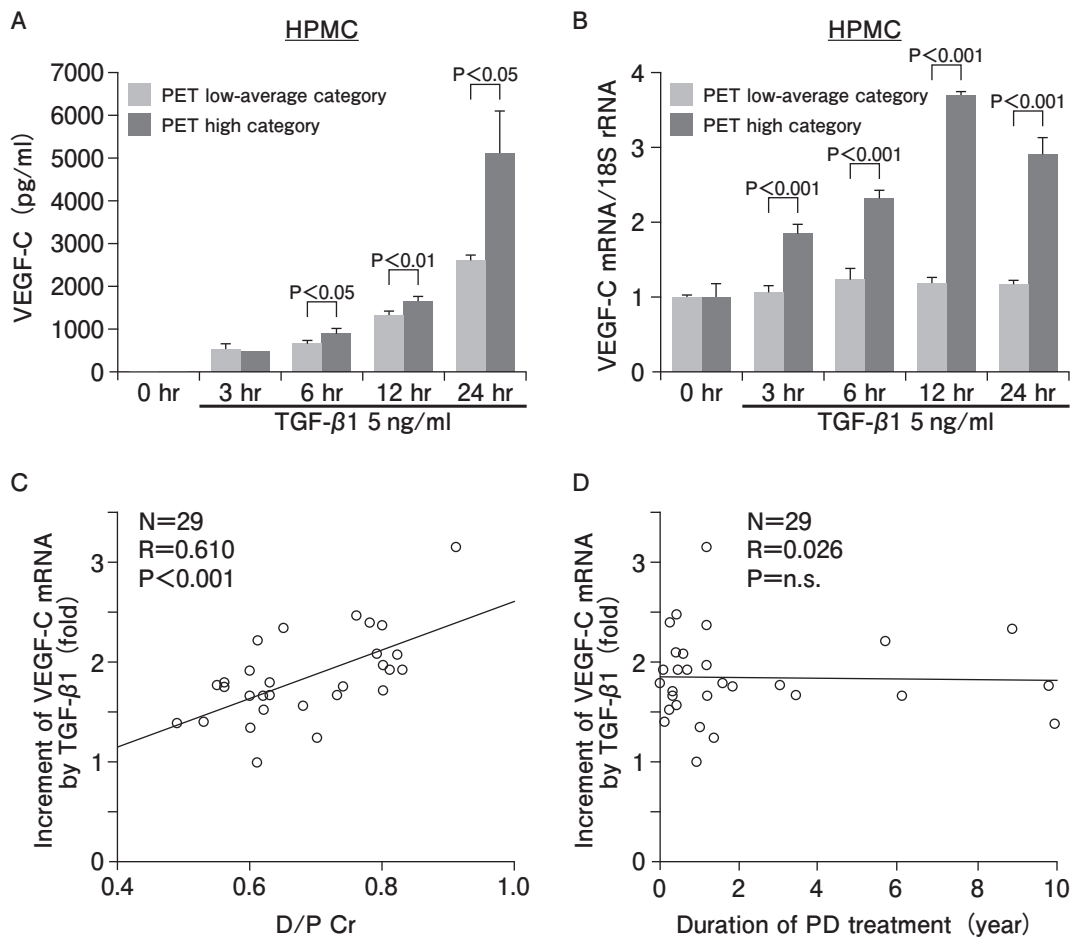 A
HPMC
VEGF-C (pg/ml)
7000
6000
5000
4000
3000
2000
1000
0
PET low-average category
PET high category
P<0.05
P<0.01
P<0.05
0 hr 3 hr 6 hr 12 hr 24 hr
TGF-β1 5 ng/ml
B
HPMC
VEGF-C mRNA/18S rRNA
4
3
2
1
0
PET low-average category
PET high category
P<0.001
P<0.001
P<0.001
P<0.001
0 hr 3 hr 6 hr 12 hr 24 hr
TGF-β1 5 ng/ml
C
Increment of VEGF-C mRNA
by TGF-β1 (fold)
N=29
R=0.610
P<0.001
3
2
1
0
0.4 0.6 0.8 1.0
D/P Cr
D
Increment of VEGF-C mRNA
by TGF-β1 (fold)
N=29
R=0.026
P=n.s.
3
2
1
0
0 2 4 6 8 10
Duration of PD treatment (year)